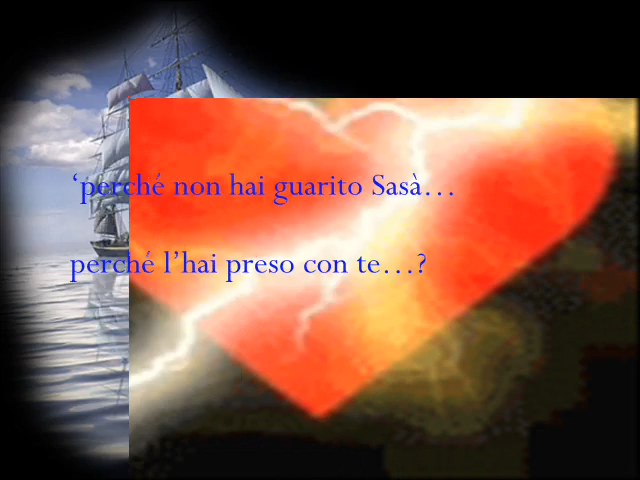 ‘perché non hai guarito Sasà…
perché l’hai preso con te…?